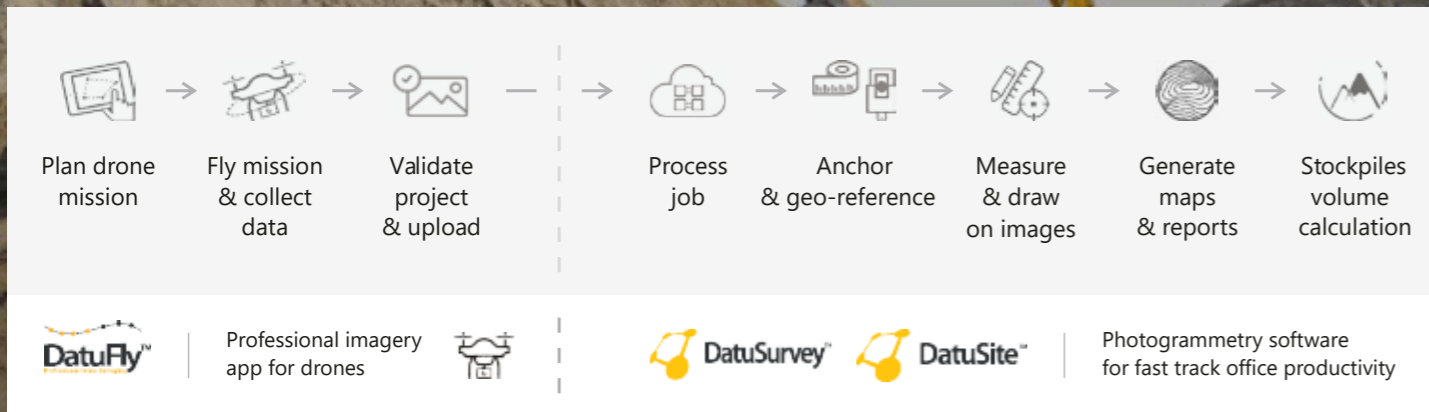 Plan drone
mission
Fly mission
& collect
data
Validate
project
& upload
Process
job
Anchor
& geo-reference
Measure
& draw
on images
Generate
maps
& reports
Stockpiles
volume
calculation
DatuFly™
Professional imagery
app for drones
DatuSurvey™
DatuSite™
Photogrammetry software
for fast track office productivity